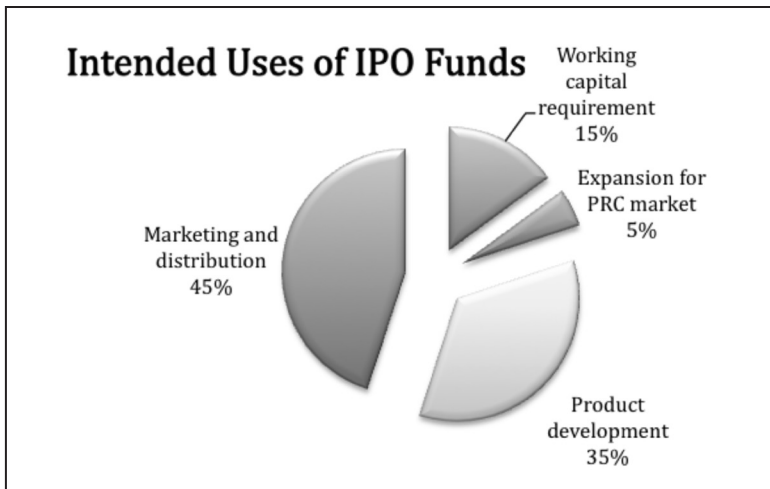 Intended Uses of IPO Funds
Working
capital
requirement
15%
Expansion for
PRC market
5%
Marketing and
distribution
45%
Product
development
35%